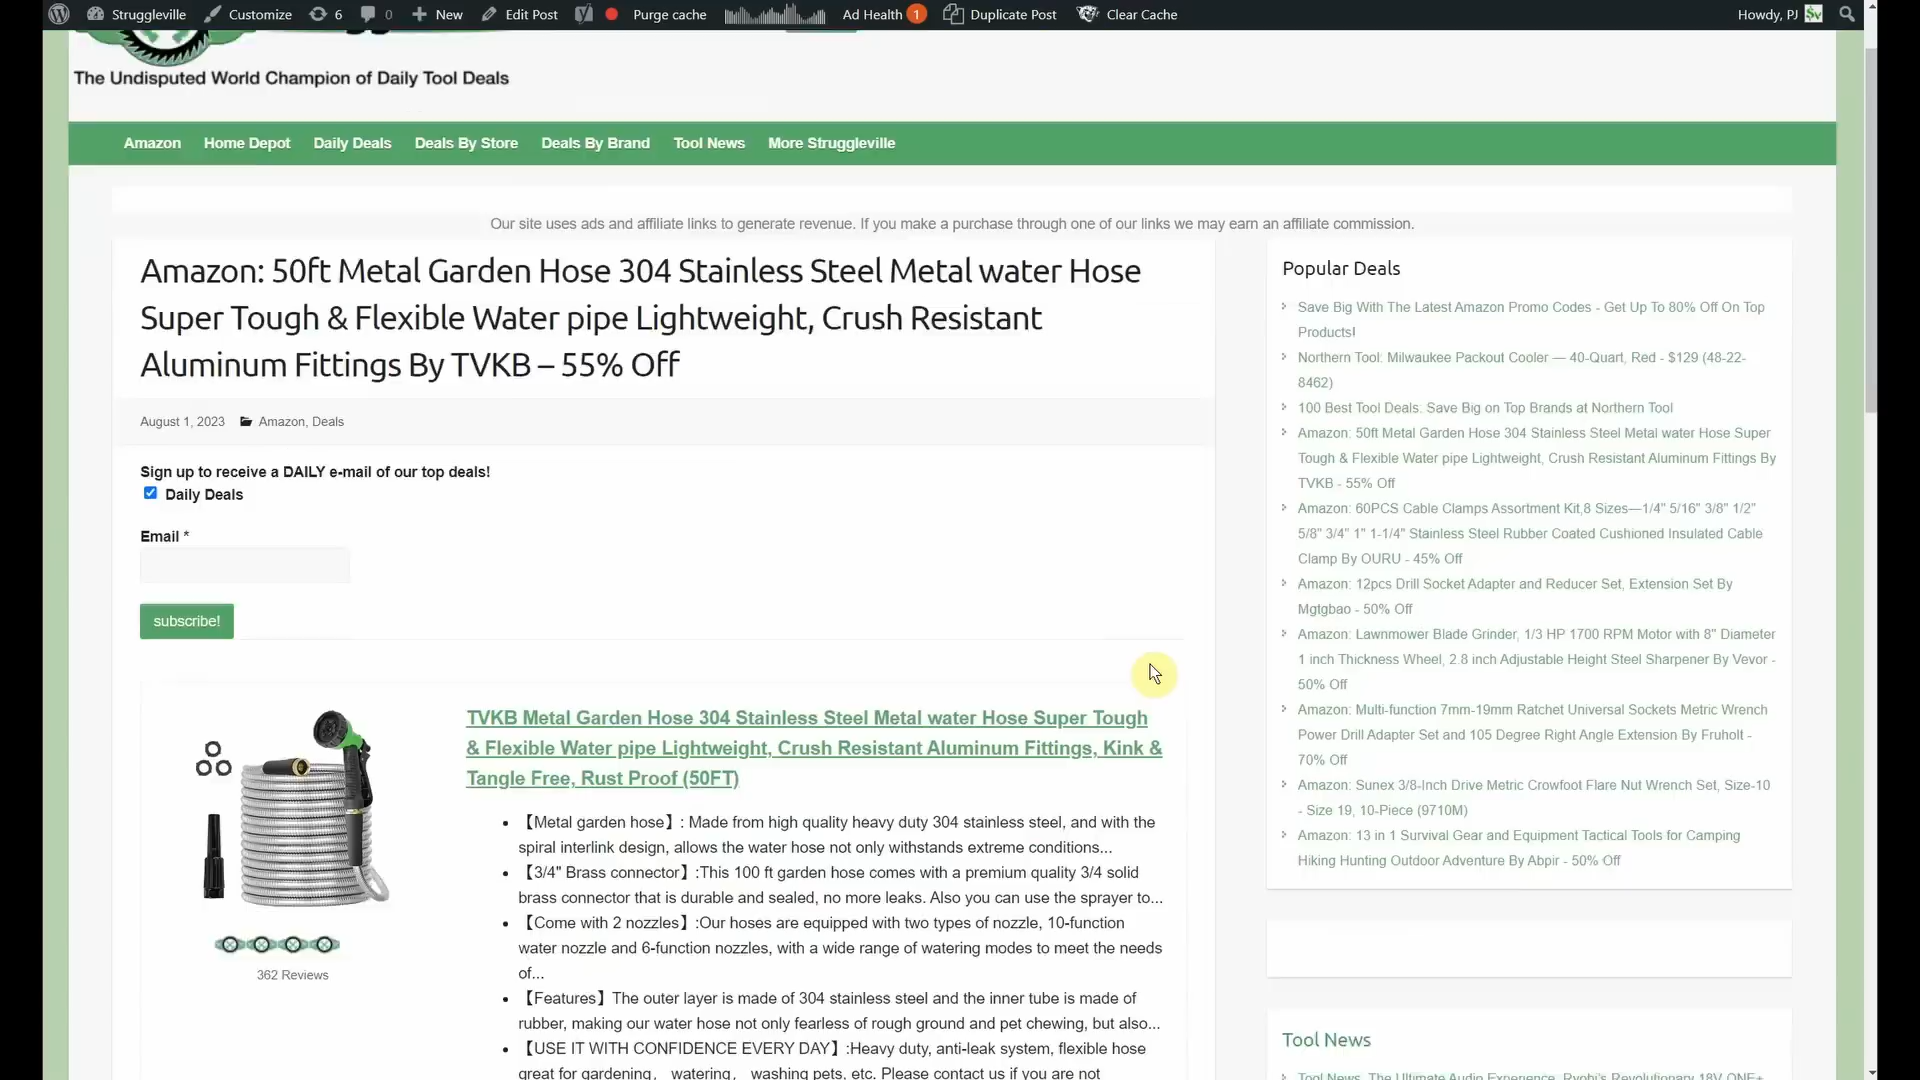 Struggleville Customize 6 0 New Edit Post Purge cache Ad Health 1 Duplicate Post Clear Cache Howdy, PJ
The Undisputed World Champion of Daily Tool Deals
Amazon Home Depot Daily Deals Deals By Store Deals By Brand Tool News More Struggleville
Our site uses ads and affiliate links to generate revenue. If you make a purchase through one of our links we may earn an affiliate commission.
Amazon: 50ft Metal Garden Hose 304 Stainless Steel Metal water Hose
Super Tough & Flexible Water pipe Lightweight, Crush Resistant
Aluminum Fittings By TVKB – 55% Off
August 1, 2023 Amazon, Deals
Sign up to receive a DAILY e-mail of our top deals!
Daily Deals
Email *
subscribe!
TVKB Metal Garden Hose 304 Stainless Steel Metal water Hose Super Tough
& Flexible Water pipe Lightweight, Crush Resistant Aluminum Fittings, Kink &
Tangle Free, Rust Proof (50FT)
362 Reviews
• 【Metal garden hose】: Made from high quality heavy duty 304 stainless steel, and with the
spiral interlink design, allows the water hose not only withstands extreme conditions...
• 【3/4" Brass connector】:This 100 ft garden hose comes with a premium quality 3/4 solid
brass connector that is durable and sealed, no more leaks. Also you can use the sprayer to...
• 【Come with 2 nozzles】:Our hoses are equipped with two types of nozzle, 10-function
water nozzle and 6-function nozzles, with a wide range of watering modes to meet the needs
of...
• 【Features】The outer layer is made of 304 stainless steel and the inner tube is made of
rubber, making our water hose not only fearless of rough ground and pet chewing, but also...
• 【USE IT WITH CONFIDENCE EVERY DAY】:Heavy duty, anti-leak system, flexible hose
great for gardening, watering, washing pets, etc. Please contact us if you are not
Popular Deals
Save Big With The Latest Amazon Promo Codes - Get Up To 80% Off On Top
Products!
Northern Tool: Milwaukee Packout Cooler — 40-Quart, Red - $129 (48-22-
8462)
100 Best Tool Deals: Save Big on Top Brands at Northern Tool
Amazon: 50ft Metal Garden Hose 304 Stainless Steel Metal water Hose Super
Tough & Flexible Water pipe Lightweight, Crush Resistant Aluminum Fittings By
TVKB - 55% Off
Amazon: 60PCS Cable Clamps Assortment Kit,8 Sizes—1/4" 5/16" 3/8" 1/2"
5/8" 3/4" 1" 1-1/4" Stainless Steel Rubber Coated Cushioned Insulated Cable
Clamp By OURU - 45% Off
Amazon: 12pcs Drill Socket Adapter and Reducer Set, Extension Set By
Mgtgbao - 50% Off
Amazon: Lawnmower Blade Grinder, 1/3 HP 1700 RPM Motor with 8" Diameter
1 inch Thickness Wheel, 2.8 inch Adjustable Height Steel Sharpener By Vevor -
50% Off
Amazon: Multi-function 7mm-19mm Ratchet Universal Sockets Metric Wrench
Power Drill Adapter Set and 105 Degree Right Angle Extension By Fruholt -
70% Off
Amazon: Sunex 3/8-Inch Drive Metric Crowfoot Flare Nut Wrench Set, Size-10
- Size 19, 10-Piece (9710M)
Amazon: 13 in 1 Survival Gear and Equipment Tactical Tools for Camping
Hiking Hunting Outdoor Adventure By Abpir - 50% Off
Tool News
Tool News, The Ultimate Audio Experience, Ryobi's Revolutionary 18V ONE+